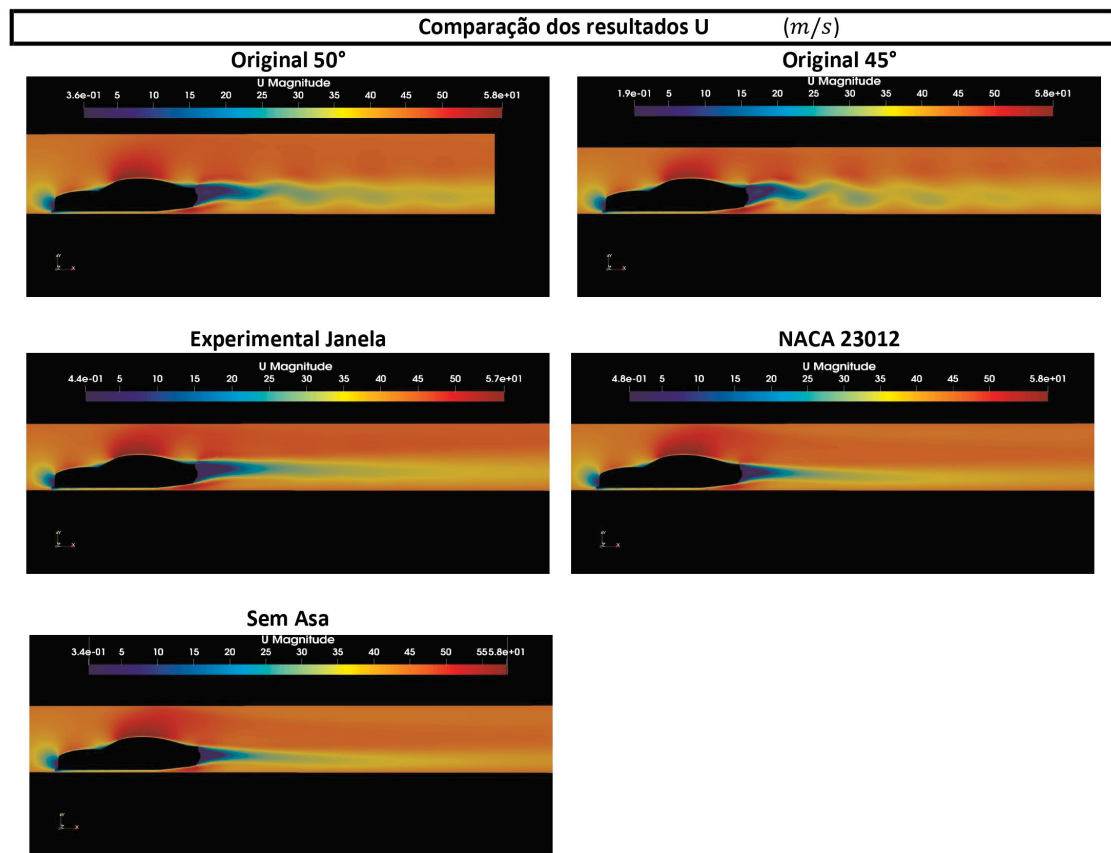 Comparação dos resultados U (m/s)
Original 50°
U Magnitude
3.6e-01 5 10 15 20 25 30 35 40 45 50 5.8e+01
Original 45°
U Magnitude
1.9e-01 5 10 15 20 25 30 35 40 45 50 5.8e+01
Experimental Janela
U Magnitude
4.4e-01 5 10 15 20 25 30 35 40 45 50 5.7e+01
NACA 23012
U Magnitude
4.8e-01 5 10 15 20 25 30 35 40 45 50 5.8e+01
Sem Asa
U Magnitude
3.4e-01 5 10 15 20 25 30 35 40 45 50 555.8e+01